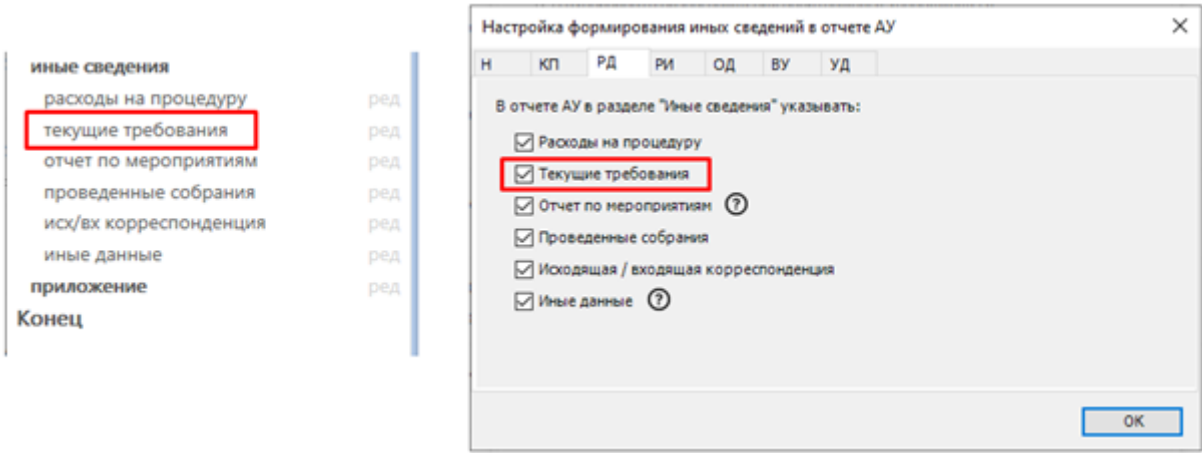 иные сведения
расходы на процедуру ред
текущие требования ред
отчет по мероприятиям ред
проведенные собрания ред
исх/вх корреспонденция ред
иные данные ред
приложение ред
Конец
Настройка формирования иных сведений в отчете АУ
Н КП РД РИ ОД ВУ УД
В отчете АУ в разделе "Иные сведения" указывать:
Расходы на процедуру
Текущие требования
Отчет по мероприятиям ?
Проведенные собрания
Исходящая / входящая корреспонденция
Иные данные ?
ОК